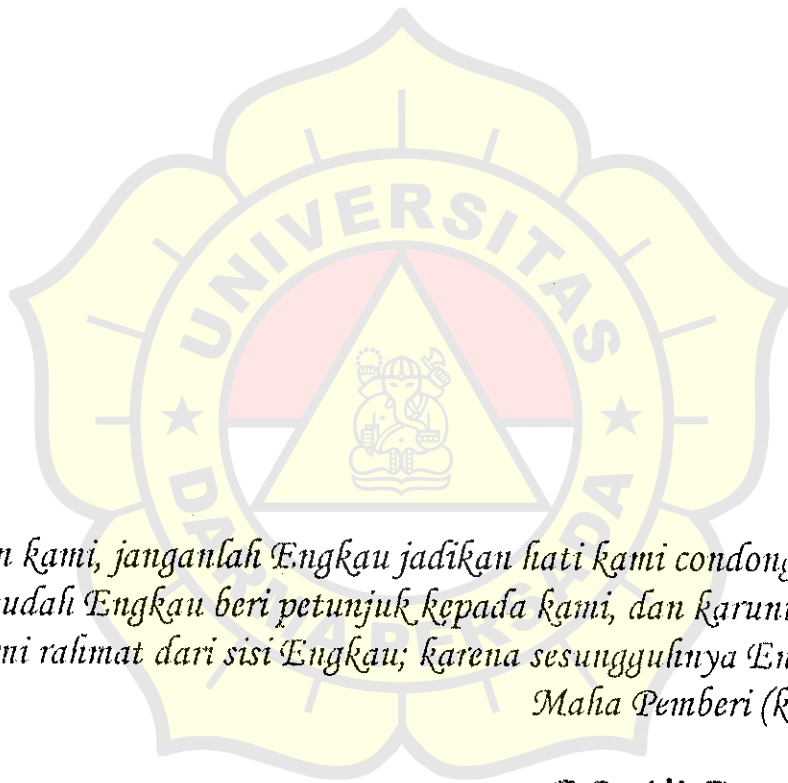 UNIVERSITAS
DARMA PERSADA
n kami, janganlah Engkau jadikan hati kami condong
udah Engkau beri petunjuk kepada kami, dan karuni
mi rahmat dari sisi Engkau; karena sesungguhnya En
Maha Pemberi (k